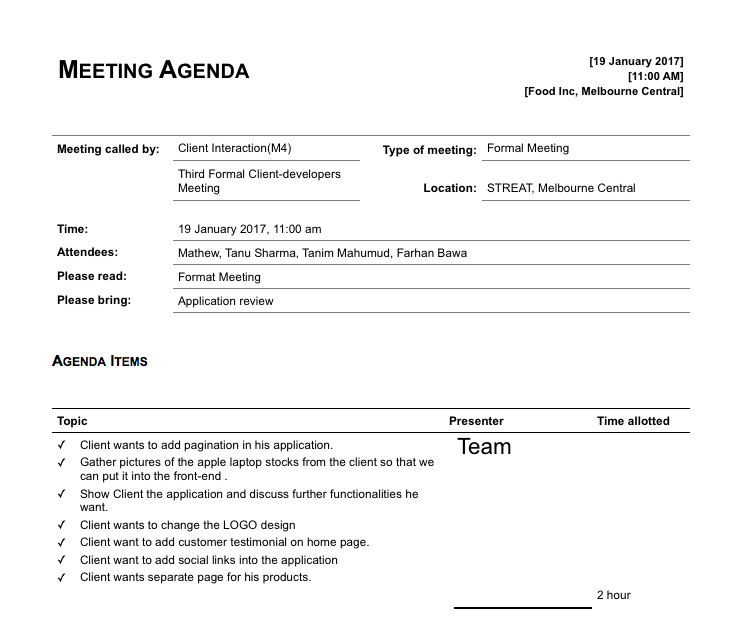 MEETING AGENDA
[19 January 2017]
[11:00 AM]
[Food Inc, Melbourne Central]
Meeting called by: Client Interaction(M4) Type of meeting: Formal Meeting
Third Formal Client-developers
Meeting Location: STREAT, Melbourne Central
Time: 19 January 2017, 11:00 am
Attendees: Mathew, Tanu Sharma, Tanim Mahumud, Farhan Bawa
Please read: Format Meeting
Please bring: Application review
AGENDA ITEMS
Topic Presenter Time allotted
✓ Client wants to add pagination in his application. Team
✓ Gather pictures of the apple laptop stocks from the client so that we
can put it into the front-end .
✓ Show Client the application and discuss further functionalities he
want.
✓ Client wants to change the LOGO design
✓ Client want to add customer testimonial on home page.
✓ Client want to add social links into the application
✓ Client wants separate page for his products.
2 hour